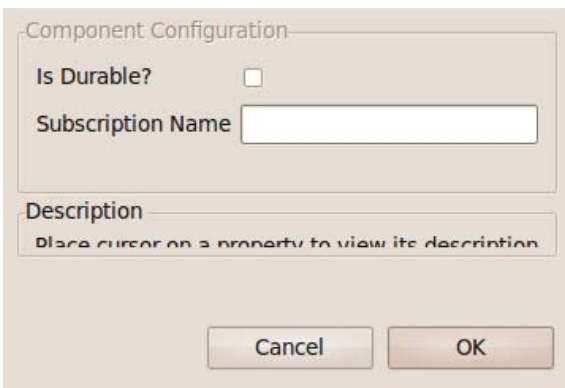 Component Configuration
Is Durable?
Subscription Name
Description
Place cursor on a property to view its description
Cancel
OK